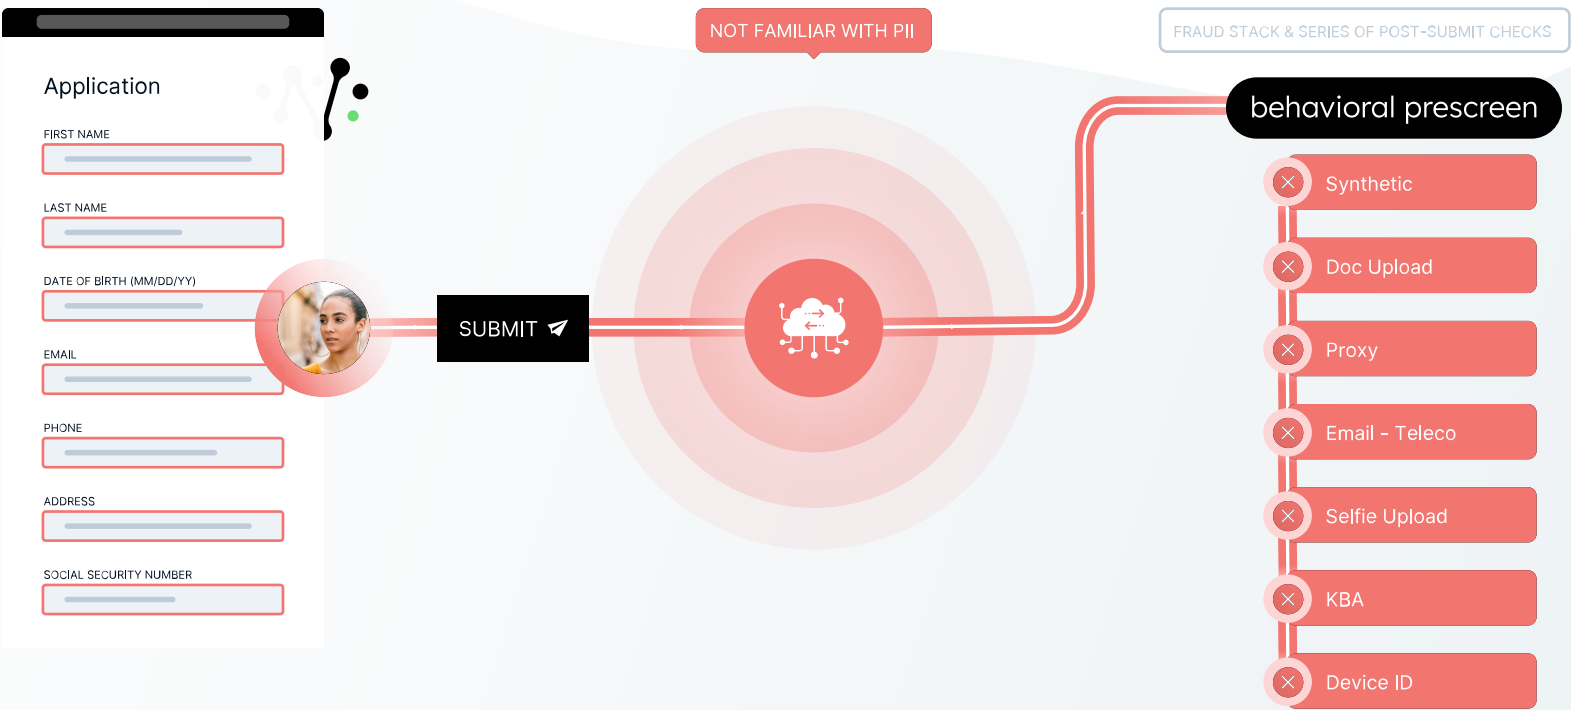 NOT FAMILIAR WITH PII
FRAUD STACK & SERIES OF POST-SUBMIT CHECKS
Application
FIRST NAME
LAST NAME
DATE OF BIRTH (MM/DD/YY)
EMAIL
PHONE
ADDRESS
SOCIAL SECURITY NUMBER
SUBMIT
behavioral prescreen
Synthetic
Doc Upload
Proxy
Email - Teleco
Selfie Upload
KBA
Device ID